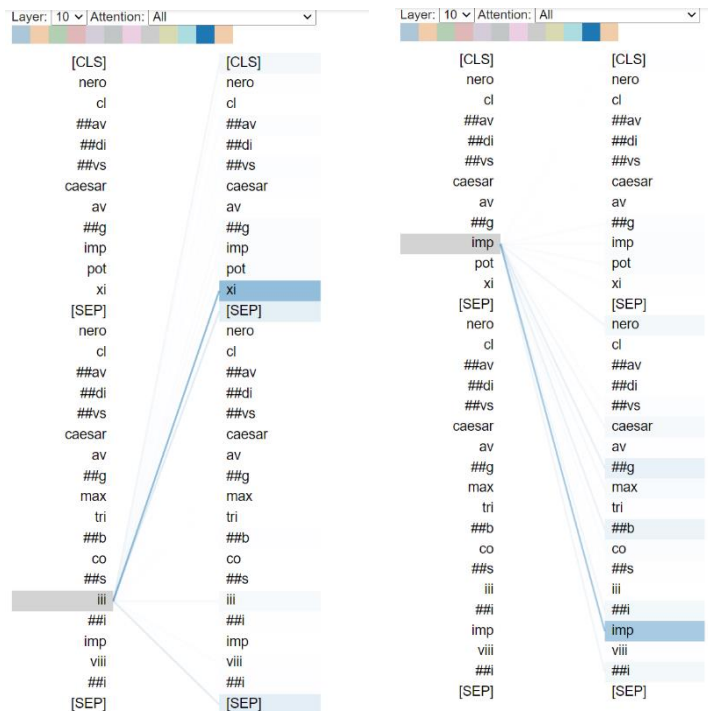 Layer: 10 Attention: All
[CLS] [CLS]
nero nero
cl cl
##av ##av
##di ##di
##vs ##vs
caesar caesar
av av
##g ##g
imp imp
pot pot
xi xi
[SEP] [SEP]
nero nero
cl cl
##av ##av
##di ##di
##vs ##vs
caesar caesar
av av
##g ##g
max max
tri tri
##b ##b
co co
##s ##s
iii iii
##i ##i
imp imp
viii viii
##i ##i
[SEP] [SEP]
Layer: 10 Attention: All
[CLS] [CLS]
nero nero
cl cl
##av ##av
##di ##di
##vs ##vs
caesar caesar
av av
##g ##g
imp imp
pot pot
xi xi
[SEP] [SEP]
nero nero
cl cl
##av ##av
##di ##di
##vs ##vs
caesar caesar
av av
##g ##g
max max
tri tri
##b ##b
co co
##s ##s
iii iii
##i ##i
imp imp
viii viii
##i ##i
[SEP] [SEP]